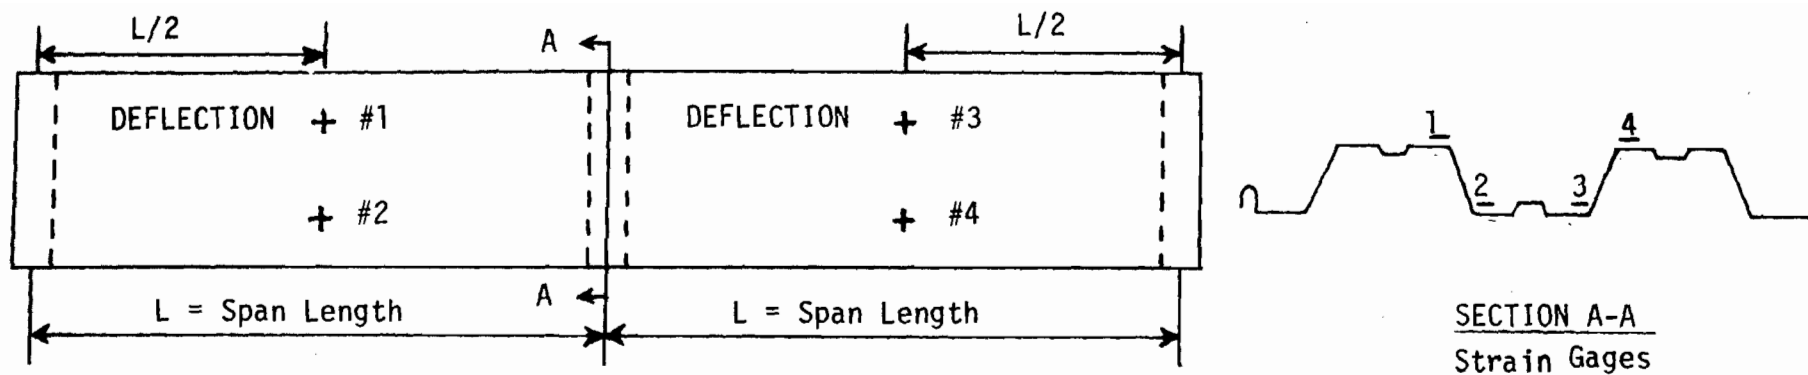 L/2
A
L/2
DEFLECTION
#1
DEFLECTION
#3
1
4
#2
#4
2
3
A
L = Span Length
L = Span Length
SECTION A-A
Strain Gages